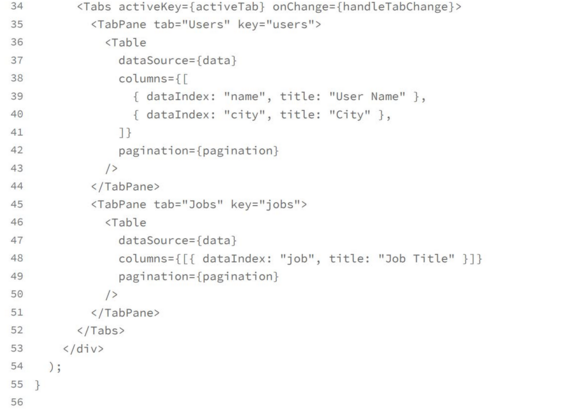 34 <Tabs activeKey={activeTab} onChange={handleTabChange}>
35 <TabPane tab="Users" key="users">
36 <Table
37 dataSource={data}
38 columns={[
39 { dataIndex: "name", title: "User Name" },
40 { dataIndex: "city", title: "City" },
41 ]}
42 pagination={pagination}
43 />
44 </TabPane>
45 <TabPane tab="Jobs" key="jobs">
46 <Table
47 dataSource={data}
48 columns={[{ dataIndex: "job", title: "Job Title" }]}
49 pagination={pagination}
50 />
51 </TabPane>
52 </Tabs>
53 </div>
54 );
55 }
56